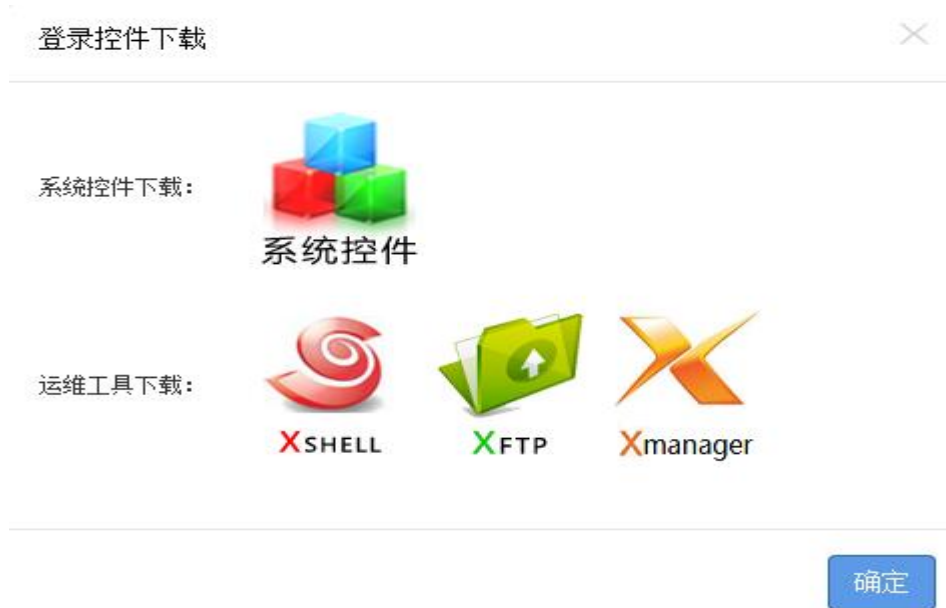 登录控件下载
系统控件下载：
系统控件
运维工具下载：
XSHELL
XFTP
Xmanager
确定